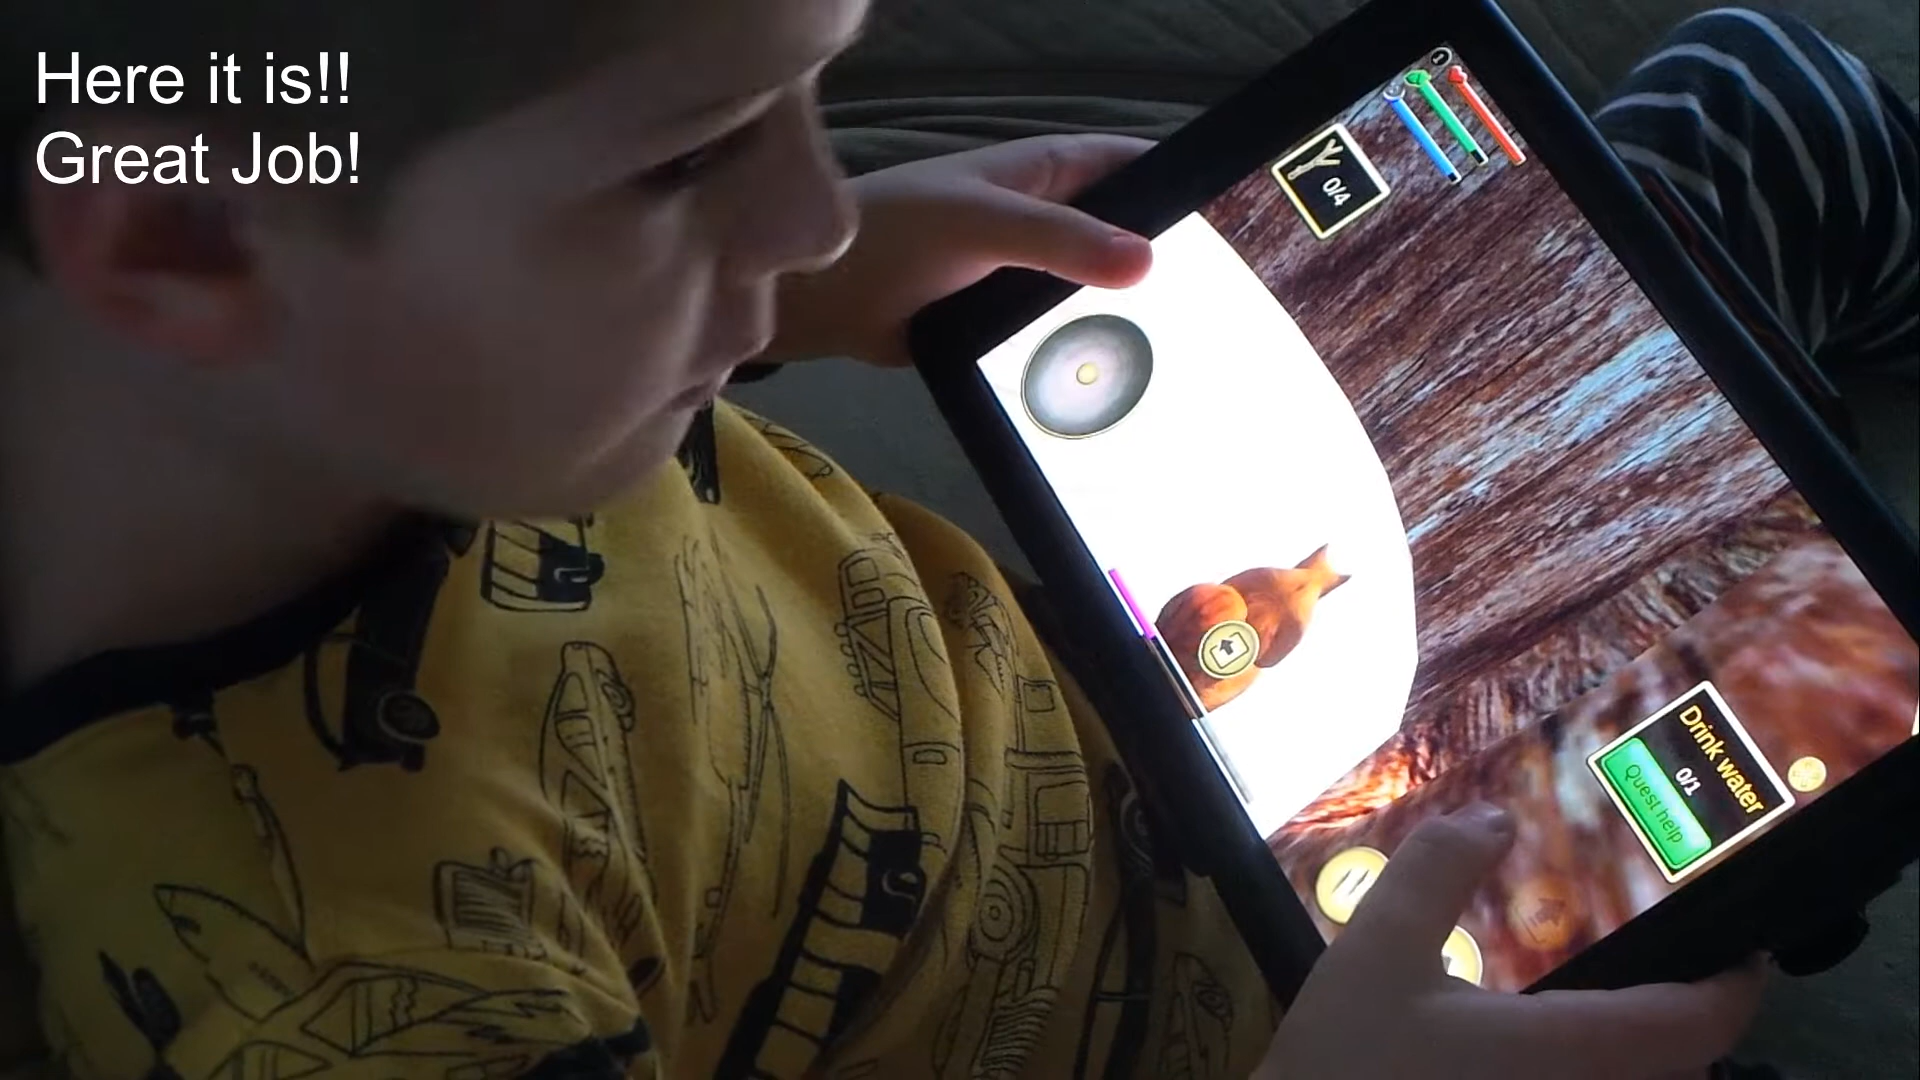 Here it is!!
Great Job!
0/4
Drink water
0/1
Quest help